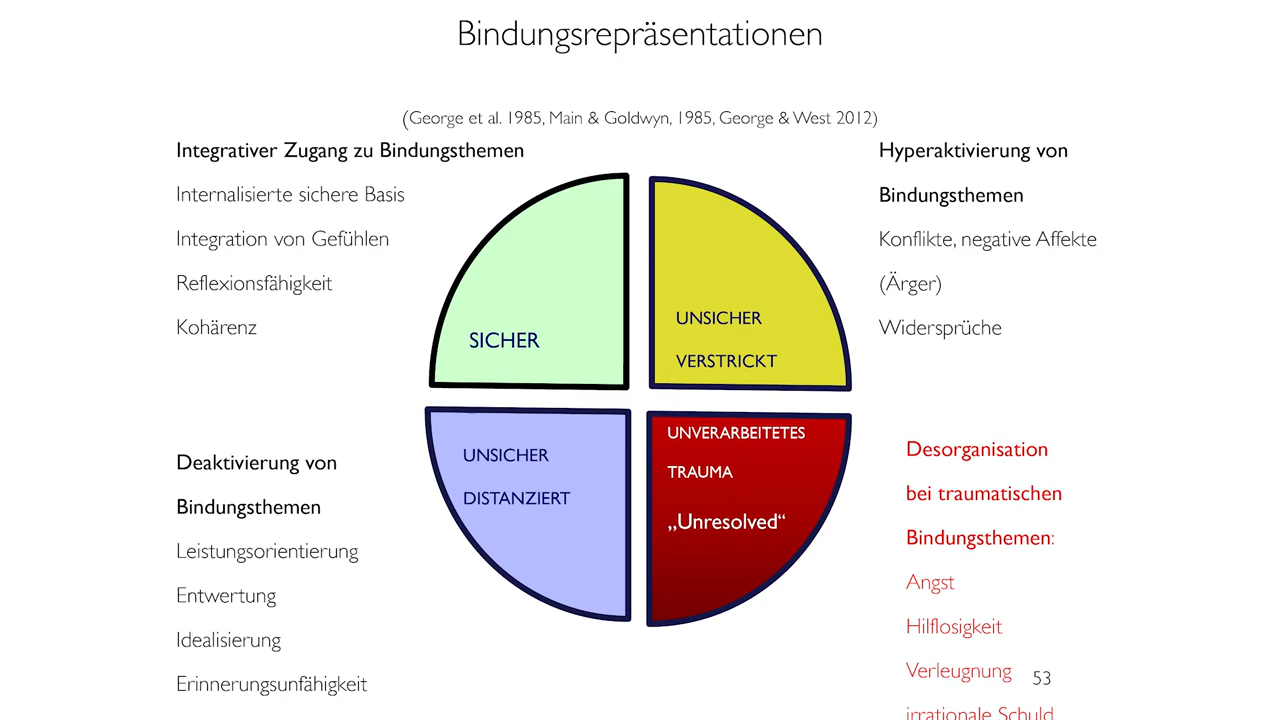 Bindungsrepräsentationen
(George et al. 1985, Main & Goldwyn, 1985, George & West 2012)
Integrativer Zugang zu Bindungsthemen
Internalisierte sichere Basis
Integration von Gefühlen
Reflexionsfähigkeit
Kohärenz
SICHER
UNSICHER
VERSTRICKT
Hyperaktivierung von
Bindungsthemen
Konflikte, negative Affekte
(Ärger)
Widersprüche
Deaktivierung von
Bindungsthemen
Leistungsorientierung
Entwertung
Idealisierung
Erinnerungsunfähigkeit
UNSICHER
DISTANZIERT
UNVERARBEITETES
TRAUMA
„Unresolved“
Desorganisation
bei traumatischen
Bindungsthemen:
Angst
Hilflosigkeit
Verleugnung
irrationale Schuld
53